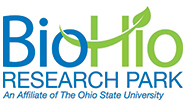 BioHio
RESEARCH PARK
An Affiliate of The Ohio State University